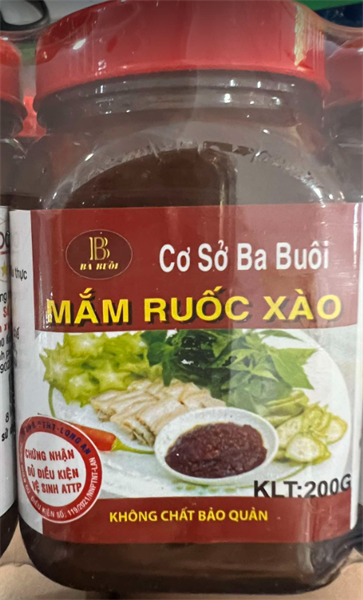 B
BA BUÔI
Cơ Sở Ba Buôi
MẮM RUỐC XÀO
CHỨNG NHẬN
ĐỦ ĐIỀU KIỆN
VỆ SINH ATTP
KLT:200G
KHÔNG CHẤT BẢO QUẢN